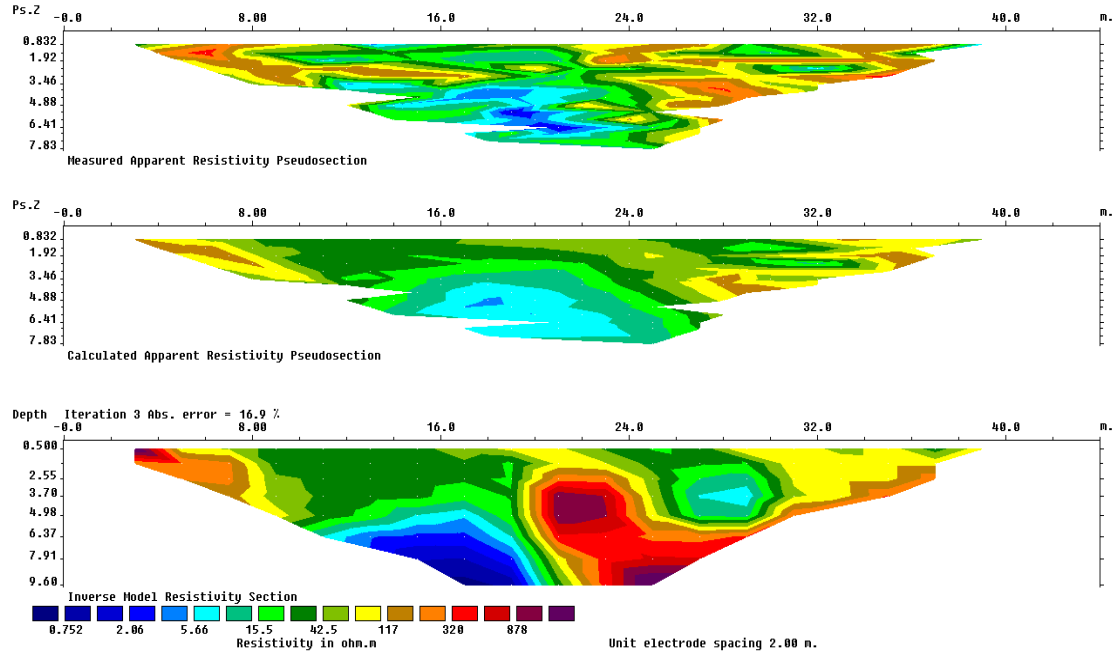 Ps.Z
-0.0 8.00 16.0 24.0 32.0 40.0 m.
0.832
1.92
3.46
4.88
6.41
7.83
Measured Apparent Resistivity Pseudosection
Ps.Z
-0.0 8.00 16.0 24.0 32.0 40.0 m.
0.832
1.92
3.46
4.88
6.41
7.83
Calculated Apparent Resistivity Pseudosection
Depth Iteration 3 Abs. error = 16.9 %
-0.0 8.00 16.0 24.0 32.0 40.0 m.
0.500
2.55
3.78
4.98
6.37
7.91
9.60
Inverse Model Resistivity Section
0.752 2.06 5.66 15.5 42.5 117 320 878
Resistivity in ohm.m Unit electrode spacing 2.00 m.